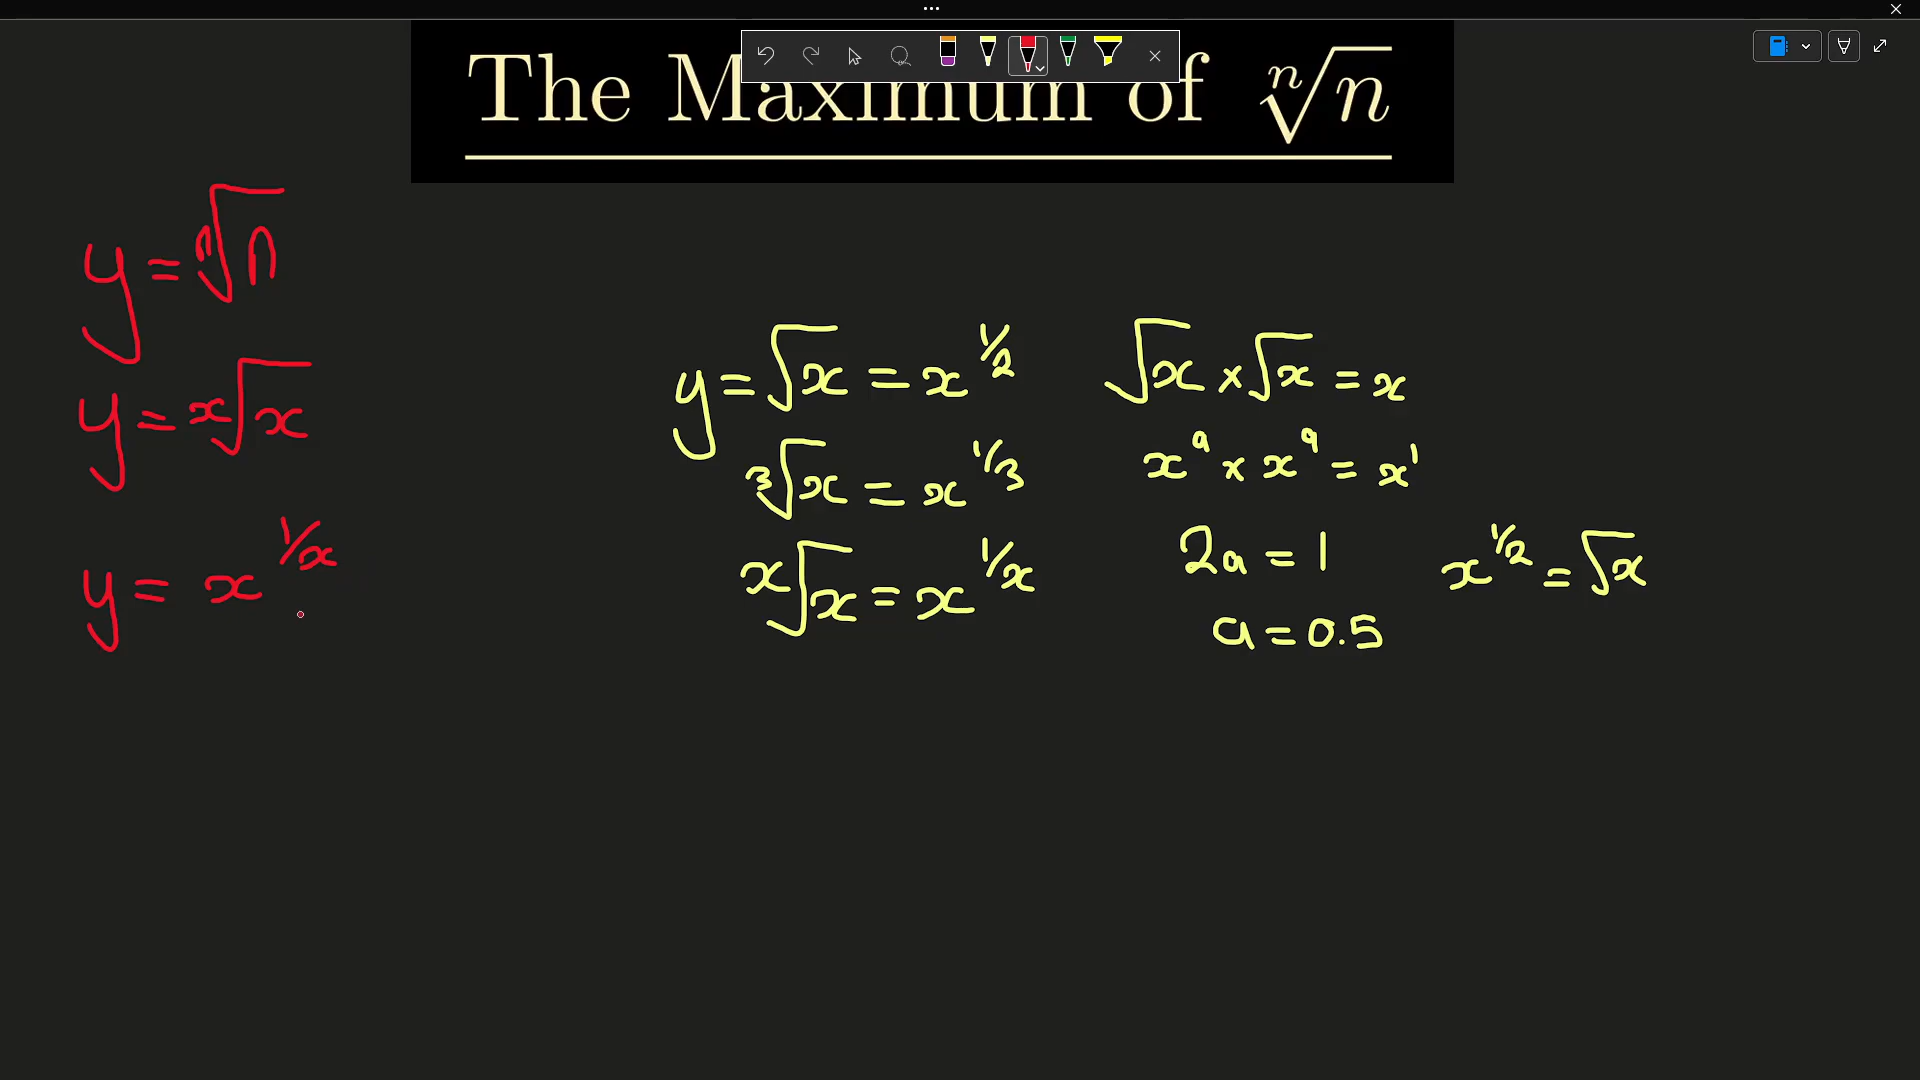 The Maximum of ⁿ√n
y = ⁿ√n
y = ˣ√x
y = x^(1/x)
y = √x = x^(1/2)
³√x = x^(1/3)
ˣ√x = x^(1/x)
√x × √x = x
x^a × x^a = x^1
2a = 1
a = 0.5
x^(1/2) = √x